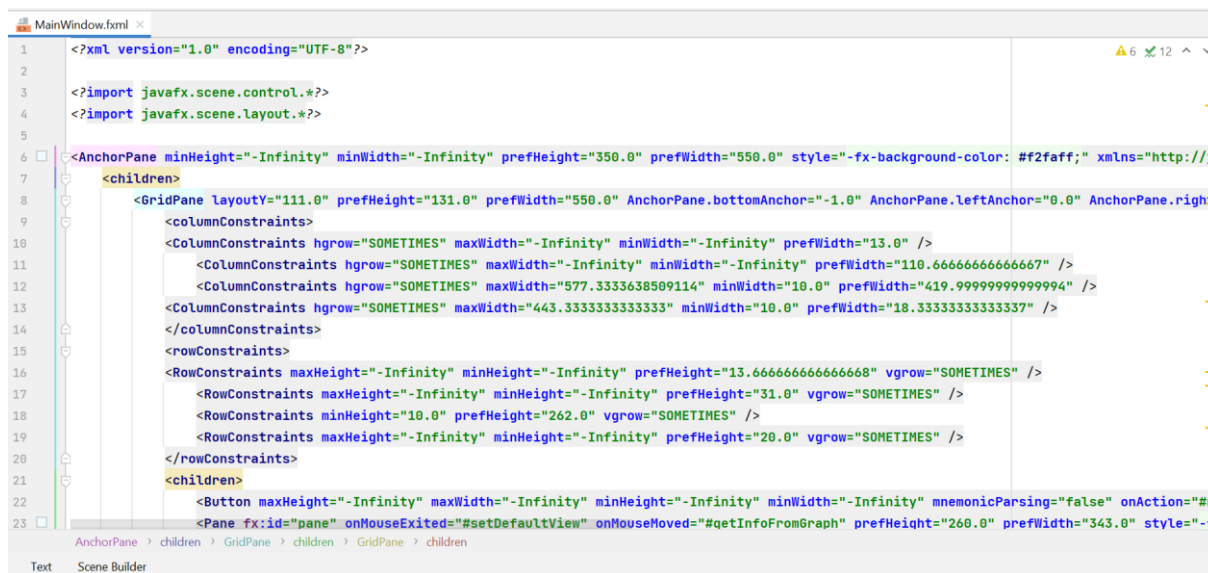 MainWindow.fxml
6 12
1 <?xml version="1.0" encoding="UTF-8"?>
2
3 <?import javafx.scene.control.*?>
4 <?import javafx.scene.layout.*?>
5
6 <AnchorPane minHeight="-Infinity" minWidth="-Infinity" prefHeight="350.0" prefWidth="550.0" style="-fx-background-color: #f2faff;" xmlns="http://
7 <children>
8 <GridPane layoutY="111.0" prefHeight="131.0" prefWidth="550.0" AnchorPane.bottomAnchor="-1.0" AnchorPane.leftAnchor="0.0" AnchorPane.righ
9 <columnConstraints>
10 <ColumnConstraints hgrow="SOMETIMES" maxWidth="-Infinity" minWidth="-Infinity" prefWidth="13.0" />
11 <ColumnConstraints hgrow="SOMETIMES" maxWidth="-Infinity" minWidth="-Infinity" prefWidth="110.66666666666667" />
12 <ColumnConstraints hgrow="SOMETIMES" maxWidth="577.3333638509114" minWidth="10.0" prefWidth="419.99999999999994" />
13 <ColumnConstraints hgrow="SOMETIMES" maxWidth="443.3333333333333" minWidth="10.0" prefWidth="18.33333333333337" />
14 </columnConstraints>
15 <rowConstraints>
16 <RowConstraints maxHeight="-Infinity" minHeight="-Infinity" prefHeight="13.666666666666668" vgrow="SOMETIMES" />
17 <RowConstraints maxHeight="-Infinity" minHeight="-Infinity" prefHeight="31.0" vgrow="SOMETIMES" />
18 <RowConstraints minHeight="10.0" prefHeight="262.0" vgrow="SOMETIMES" />
19 <RowConstraints maxHeight="-Infinity" minHeight="-Infinity" prefHeight="20.0" vgrow="SOMETIMES" />
20 </rowConstraints>
21 <children>
22 <Button maxHeight="-Infinity" maxWidth="-Infinity" minHeight="-Infinity" minWidth="-Infinity" mnemonicParsing="false" onAction="#
23 <Pane fx:id="pane" onMouseExited="#setDefaultView" onMouseMoved="#getInfoFromGraph" prefHeight="260.0" prefWidth="343.0" style="-
AnchorPane › children › GridPane › children › GridPane › children
Text Scene Builder